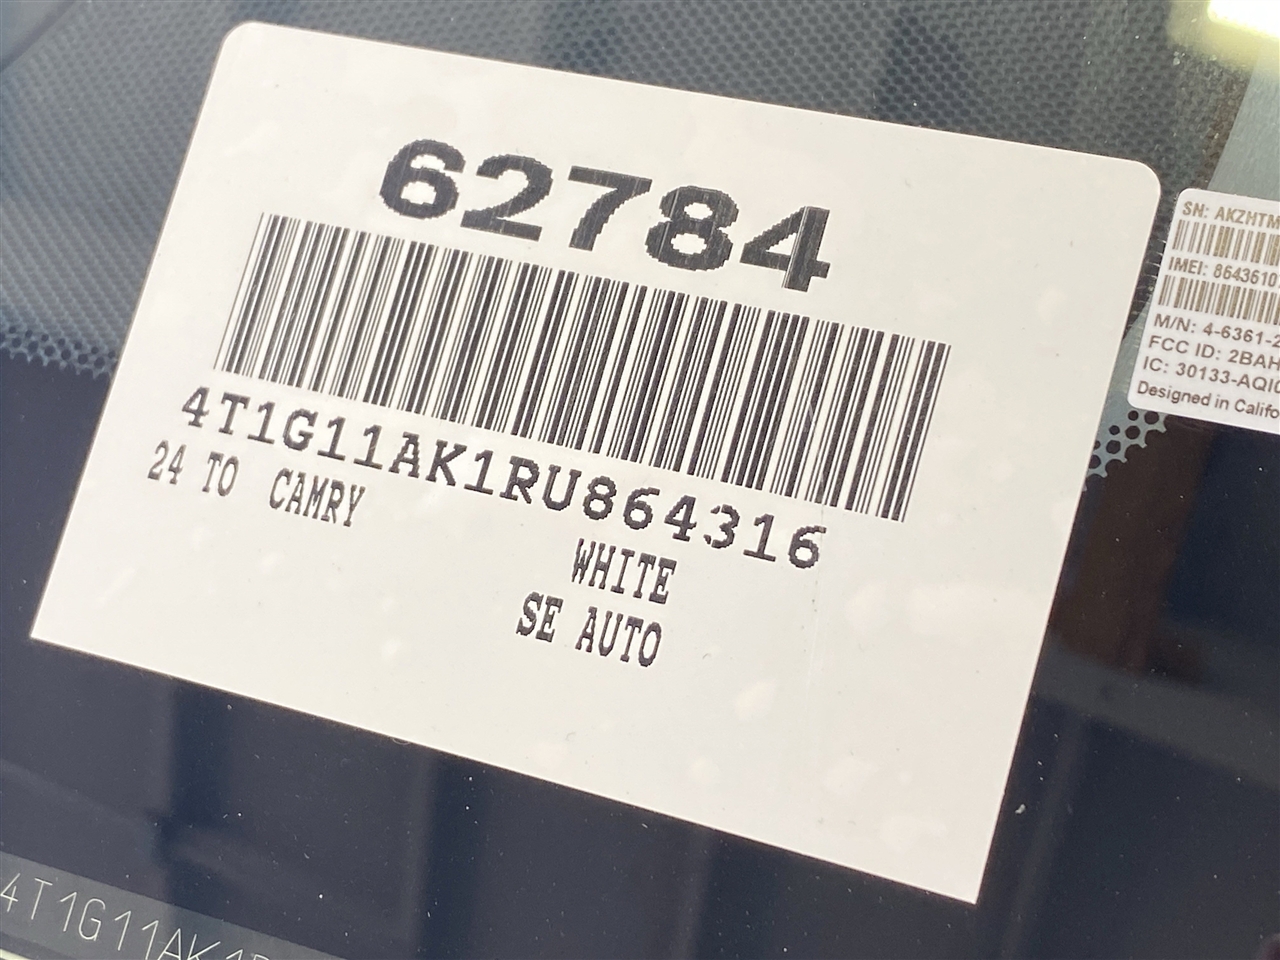 62784
4T1G11AK1RU864316
24 TO CAMRY
WHITE
SE AUTO
SN: AKZHTM
IMEI: 8643610
M/N: 4-6361-2
FCC ID: 2BAH
IC: 30133-AQI
Designed in Califo
4T1G11AK1